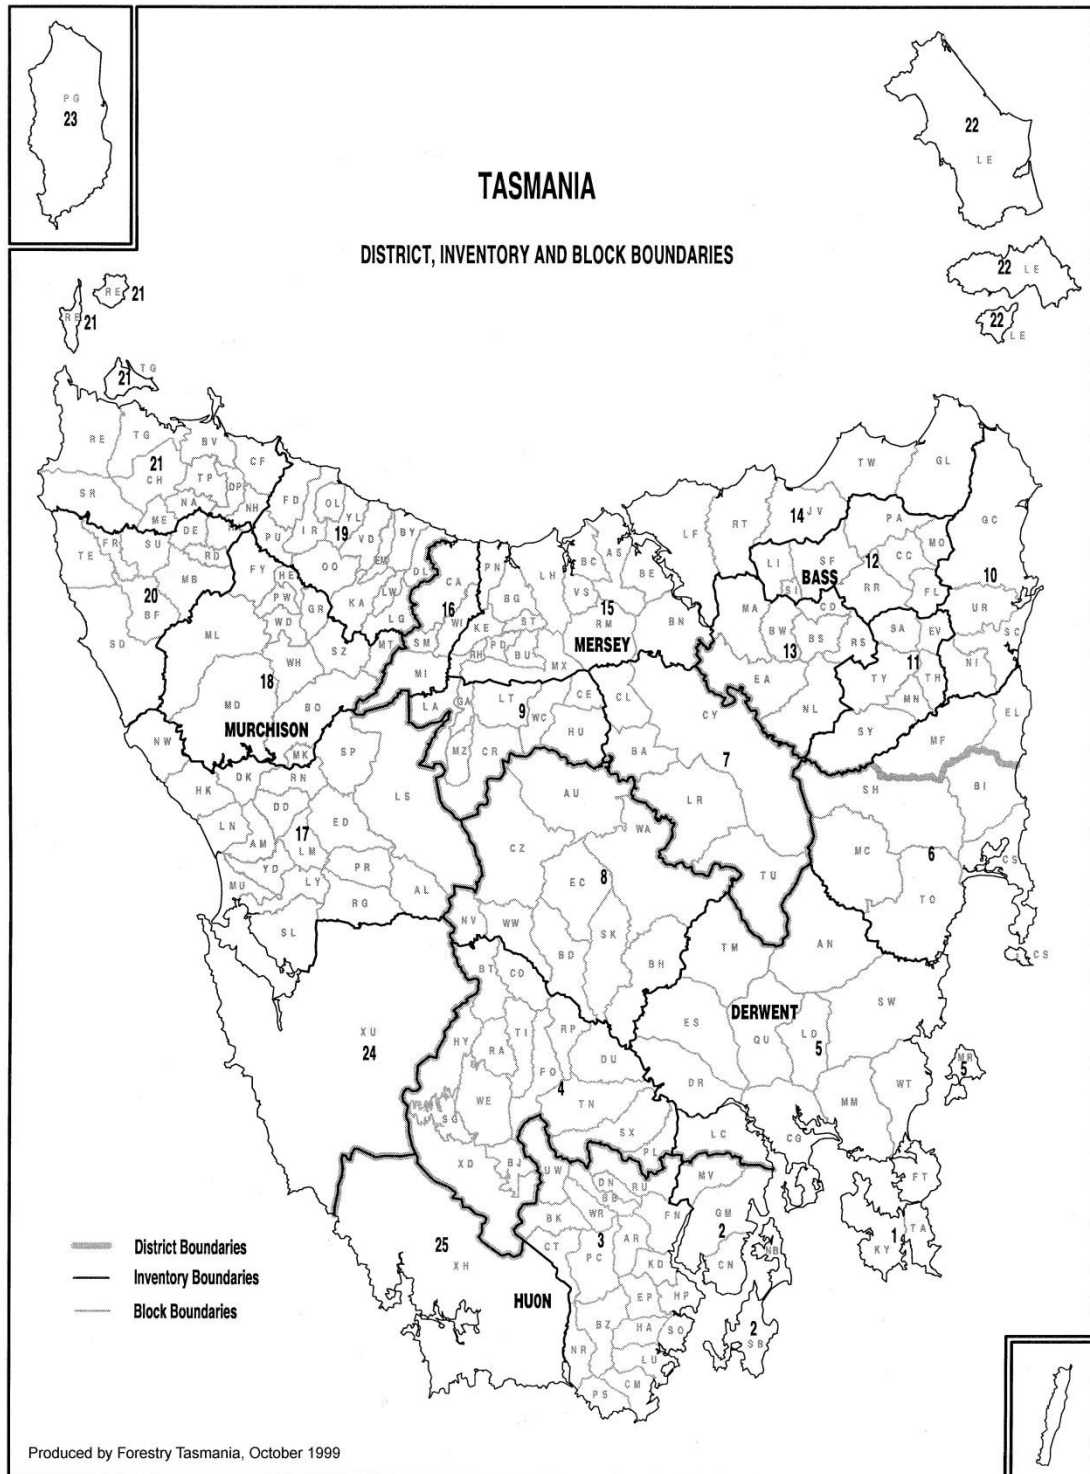 PG
23
22
LE
TASMANIA
DISTRICT, INVENTORY AND BLOCK BOUNDARIES
22 LE
RE 21
RE 21
22
LE
TG
21
RE
TG
BV
CF
21
CH
TP
DP
SR
NA
NH
ME
FD
OL
YL
IR
19
VD
BY
PU
OO
EM
DL
KA
LW
LG
TE
FR
SU
DE
RD
MB
20
BF
SD
FY
HE
PW
GR
WD
ML
WH
SZ
MT
18
MD
BO
MURCHISON
MK
CA
16
WI
SM
MI
PN
LH
BC
AS
BE
BG
VS
15
RM
BN
KE
ST
PD
RH
BU
MX
MERSEY
LF
RT
TW
GL
14 JV
PA
MO
GC
LI
SF
12
CC
BASS
SI
RR
FL
10
MA
CD
UR
BW
BS
RS
SA
EV
SC
13
11
EA
TY
TH
NI
MN
NL
SY
MF
EL
LA
GA
LT
9
CE
WC
HU
MZ
CR
CL
CY
BA
7
LR
TU
NW
SP
DK
RN
HK
DD
LS
LN
17
ED
AM
LM
YD
PR
MU
LY
AL
RG
SL
AU
WA
CZ
EC
8
NV
WW
SK
BD
BH
SH
BI
MC
6
CS
TO
CS
TM
AN
SW
DERWENT
ES
QU
LD
5
DR
MM
WT
MR
5
BT
CO
XU
24
HY
RA
TI
RP
DU
FO
WE
4
TN
SG
SX
PL
XD
BJ
LC
CG
FT
UW
DN
RU
BB
MV
BK
WR
FN
GM
2
CT
3
AR
PC
KD
NB
CN
1
KY
TA
25
XH
EP
HP
HUON
BZ
HA
SO
2
SB
NR
LU
CM
PS
District Boundaries
Inventory Boundaries
Block Boundaries
Produced by Forestry Tasmania, October 1999